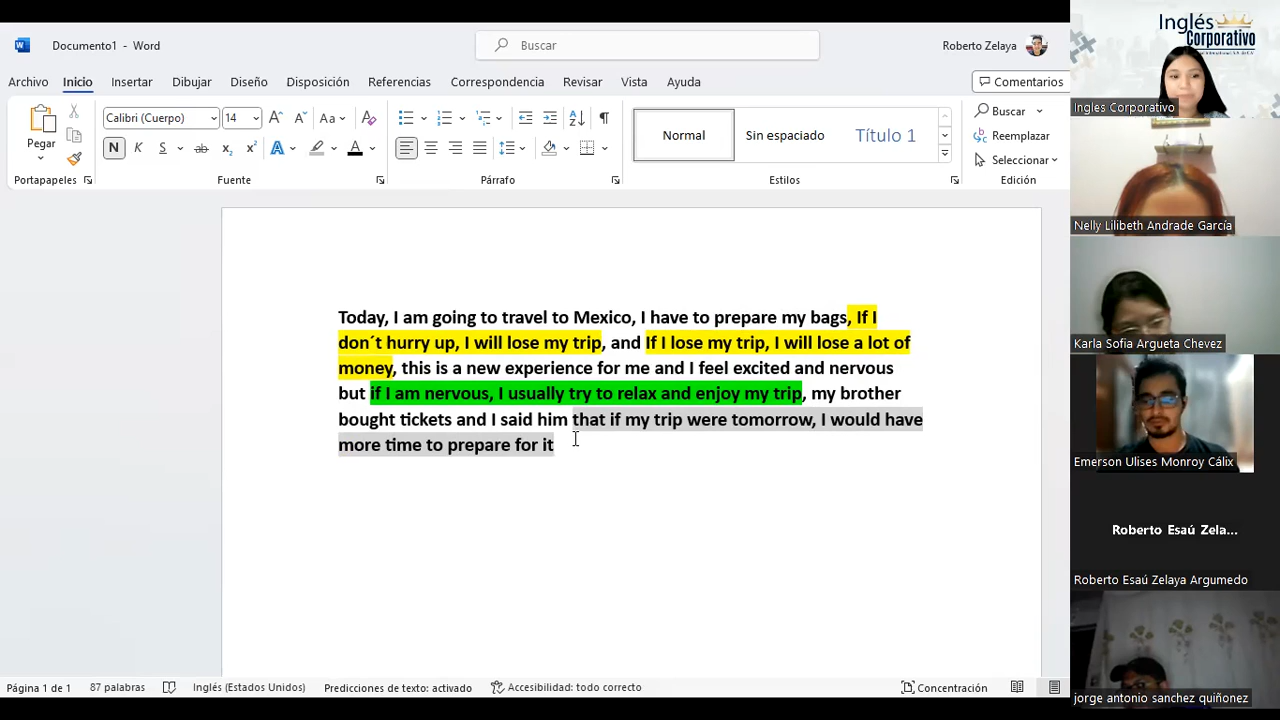 Documento1 - Word
Buscar
Roberto Zelaya
Archivo Inicio Insertar Dibujar Diseño Disposición Referencias Correspondencia Revisar Vista Ayuda
Comentarios
Pegar
Portapapeles
Calibri (Cuerpo) 14
Fuente
Párrafo
Normal Sin espaciado Título 1
Estilos
Buscar
Reemplazar
Seleccionar
Edición
Today, I am going to travel to Mexico, I have to prepare my bags, If I
don´t hurry up, I will lose my trip, and If I lose my trip, I will lose a lot of
money, this is a new experience for me and I feel excited and nervous
but if I am nervous, I usually try to relax and enjoy my trip, my brother
bought tickets and I said him that if my trip were tomorrow, I would have
more time to prepare for it
Página 1 de 1 87 palabras Inglés (Estados Unidos) Predicciones de texto: activado Accesibilidad: todo correcto Concentración
Inglés
Corporativo
Ingles Corporativo
Nelly Lilibeth Andrade García
Karla Sofia Argueta Chevez
Emerson Ulises Monroy Cálix
Roberto Esaú Zela...
Roberto Esaú Zelaya Argumedo
jorge antonio sanchez quiñonez